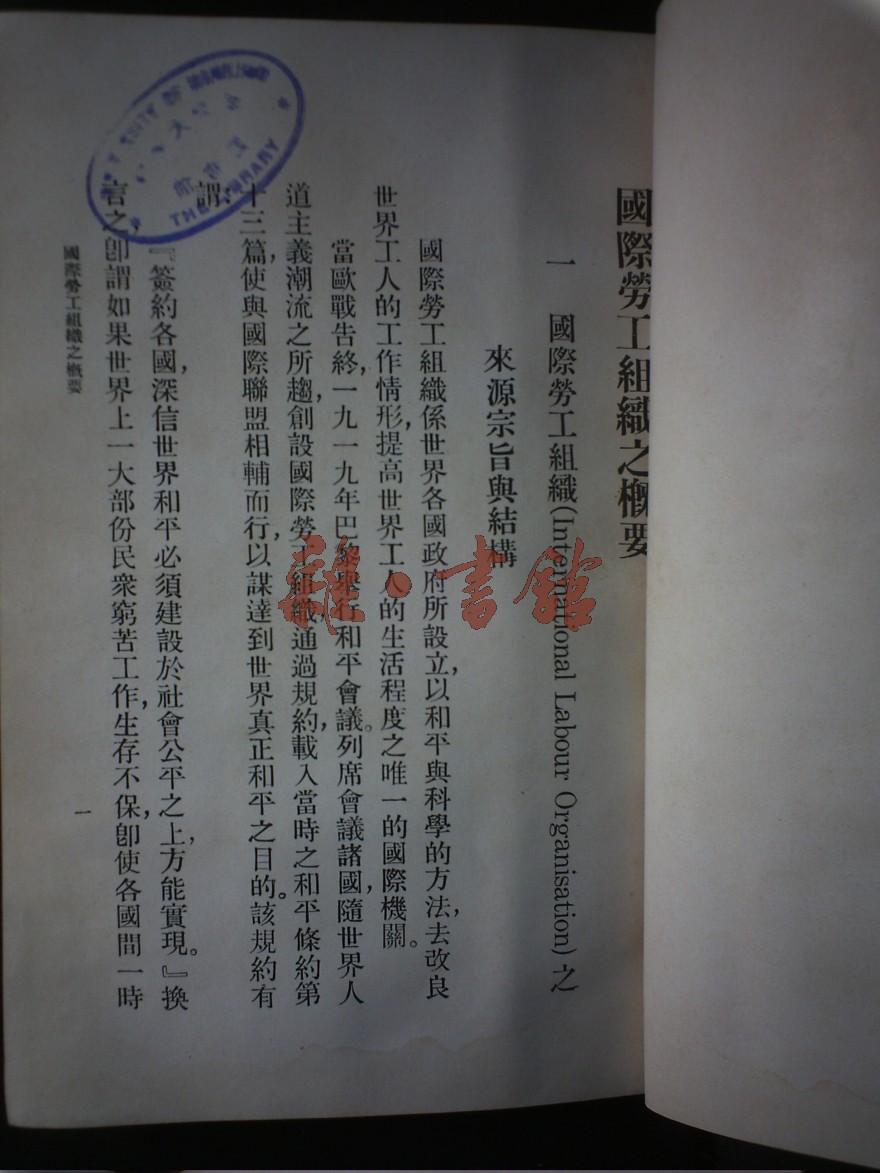 國際勞工組織之概要
一　國際勞工組織(International Labour Organisation)之
來源宗旨與結構
國際勞工組織係世界各國政府所設立，以和平與科學的方法，去改良
世界工人的工作情形，提高世界工人的生活程度之唯一的國際機關。
當歐戰告終，一九一九年巴黎舉行和平會議。列席會議諸國，隨世界人
道主義潮流之所趨，創設國際勞工組織，通過規約，載入當時之和平條約第
十三篇，使與國際聯盟相輔而行，以謀達到世界真正和平之目的。該規約有
謂：
『簽約各國，深信世界和平必須建設於社會公平之上，方能實現。』換
言之，卽謂如果世界上一大部份民衆窮苦工作，生存不保，卽使各國間一時
國際勞工組織之概要
一
THE LIBRARY
書館